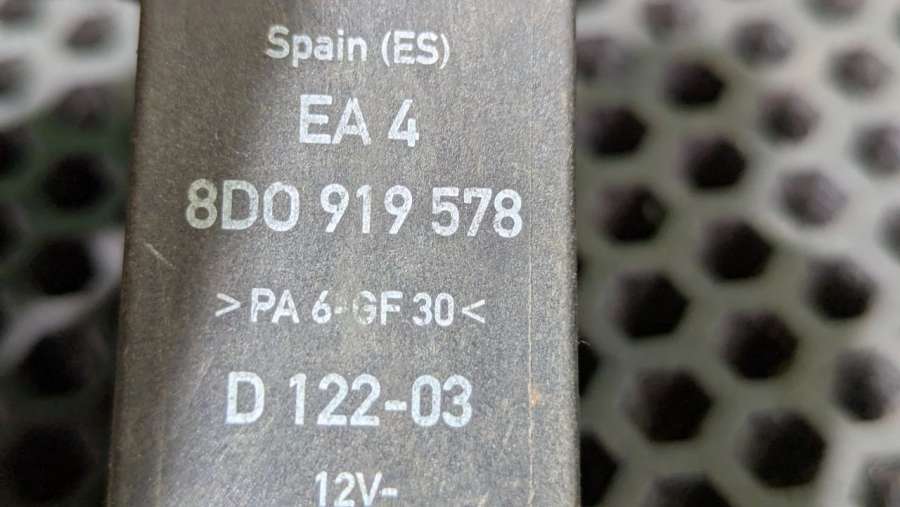 Spain (ES)
EA 4
8D0 919 578
>PA 6-GF 30<
D 122-03
12V-